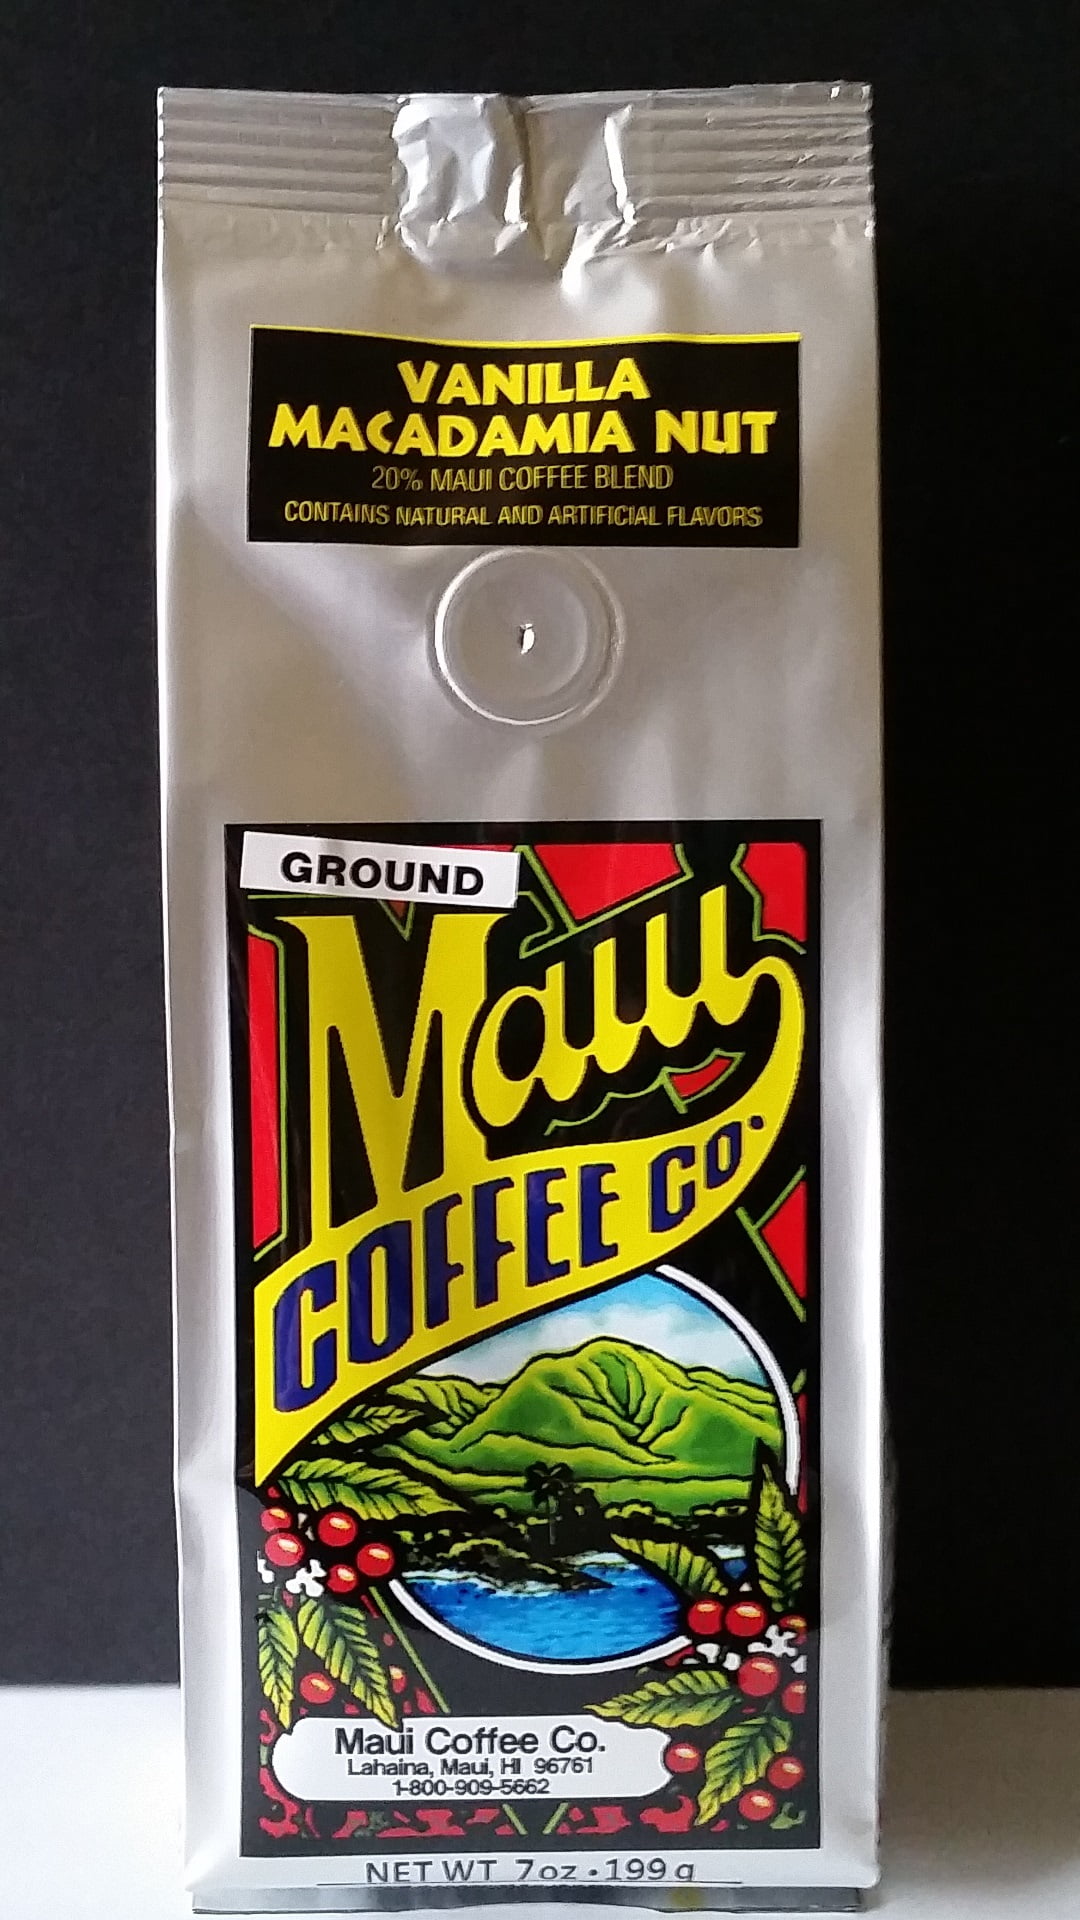 VANILLA
MACADAMIA NUT
20% MAUI COFFEE BLEND
CONTAINS NATURAL AND ARTIFICIAL FLAVORS
GROUND
Maui
COFFEE CO.
Maui Coffee Co.
Lahaina, Maui, HI 96761
1-800-909-5662
NET WT 7oz • 199g